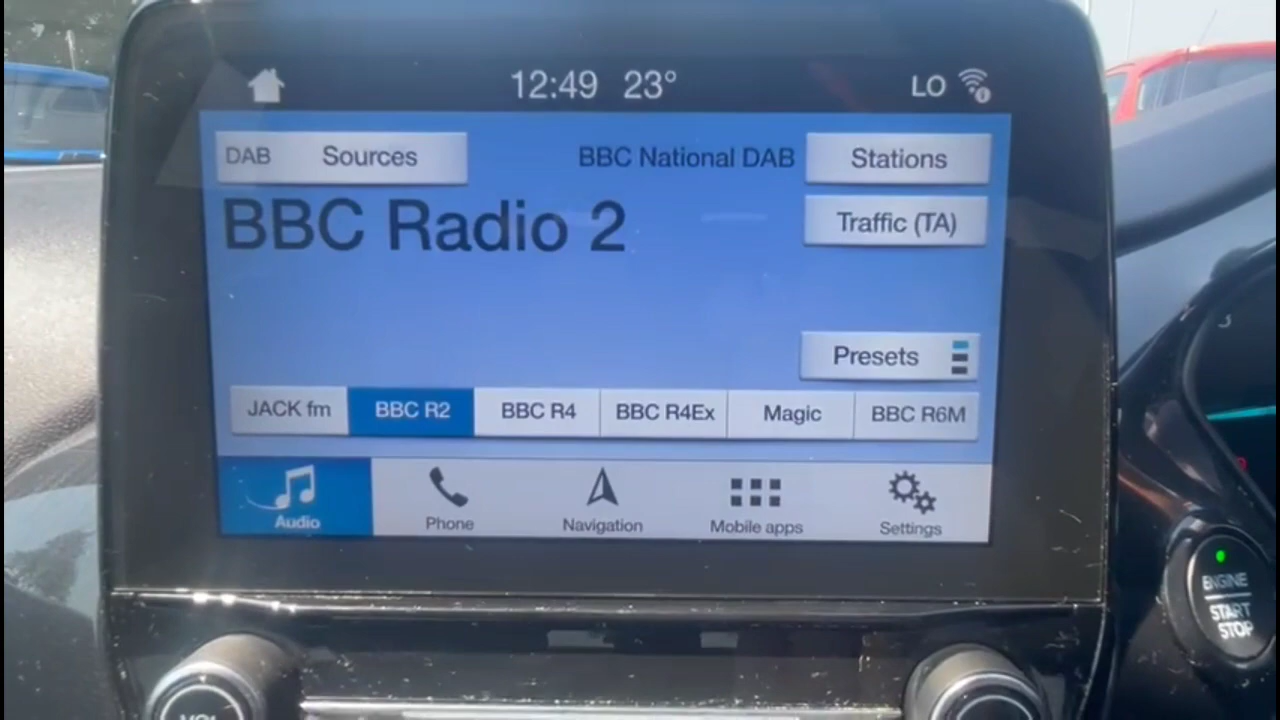 12:49 23° LO
DAB Sources BBC National DAB Stations
BBC Radio 2
Traffic (TA)
Presets
JACK fm BBC R2 BBC R4 BBC R4Ex Magic BBC R6M
Audio Phone Navigation Mobile apps Settings
ENGINE
START
STOP
VOL